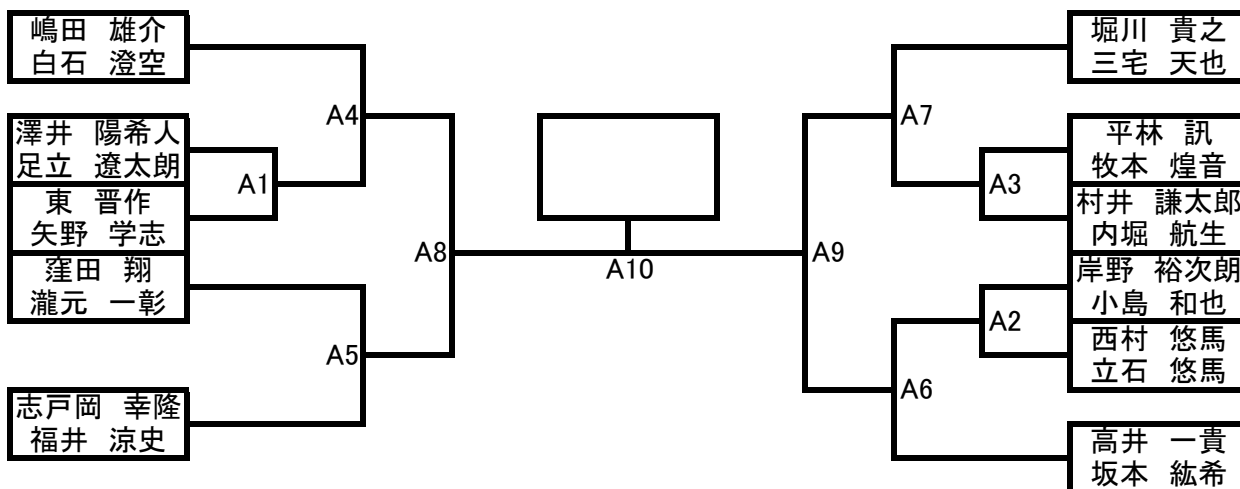 嶋田 雄介
白石 澄空
A4
澤井 陽希人
足立 遼太朗
A1
東 晋作
矢野 学志
A8
窪田 翔
瀧元 一彰
A5
志戸岡 幸隆
福井 涼史
A10
堀川 貴之
三宅 天也
A7
平林 訊
牧本 煌音
A3
村井 謙太郎
内堀 航生
A9
岸野 裕次朗
小島 和也
A2
西村 悠馬
立石 悠馬
A6
高井 一貴
坂本 紘希